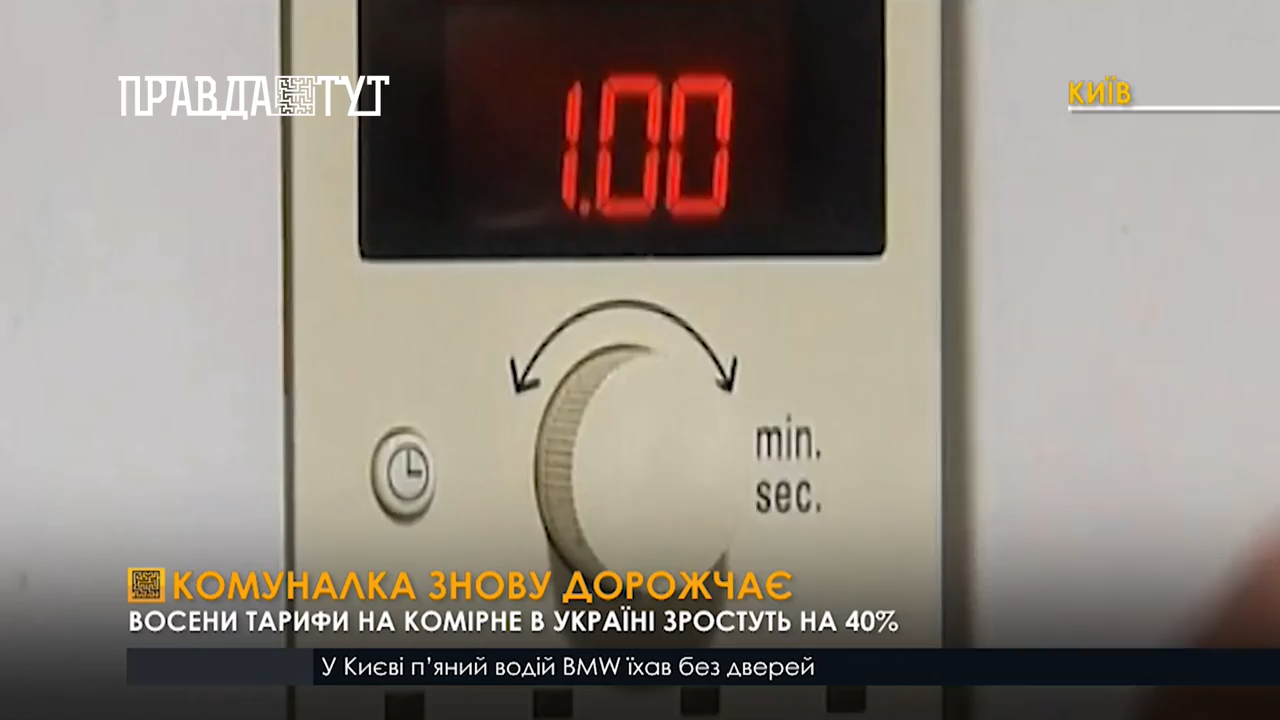 ПРАВДА ТУТ
КИЇВ
1.00
min.
sec.
КОМУНАЛКА ЗНОВУ ДОРОЖЧАЄ
ВОСЕНИ ТАРИФИ НА КОМІРНЕ В УКРАЇНІ ЗРОСТУТЬ НА 40%
У Києві п’яний водій BMW їхав без дверей